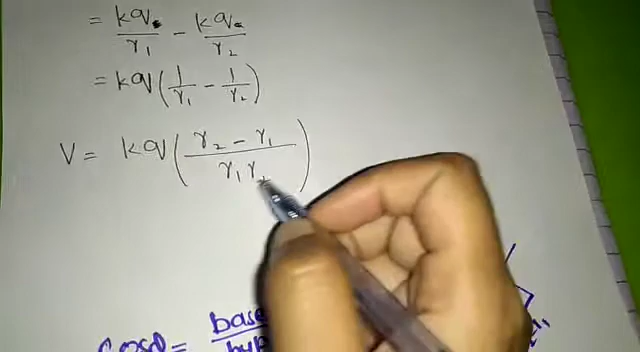 = kq/r₁ - kq/r₂
= kq(1/r₁ - 1/r₂)
V = kq(r₂ - r₁/r₁r₂)
cosθ = base